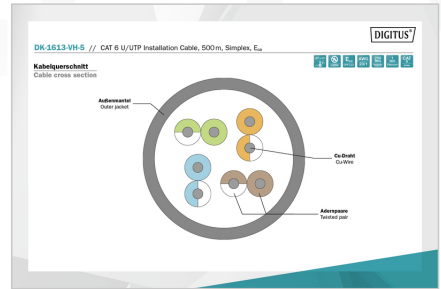 DIGITUS®
DK-1613-VH-5 // CAT 6 U/UTP Installation Cable, 500 m, Simplex, Eca
Kabelquerschnitt
Cable cross section
Außenmantel
Outer jacket
Cu-Draht
Cu-Wire
Adernpaare
Twisted pair